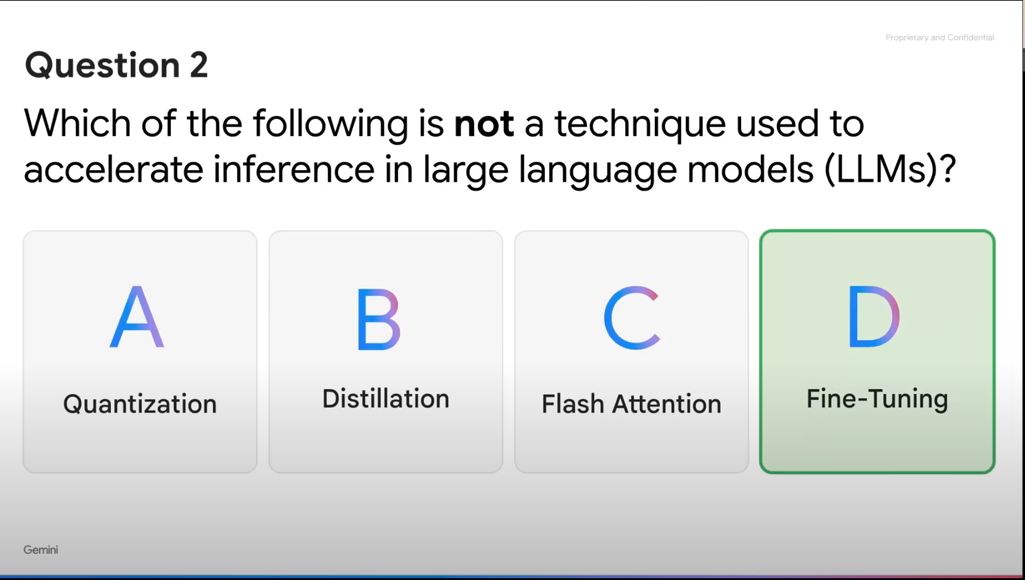 Proprietary and Confidential
Question 2
Which of the following is not a technique used to
accelerate inference in large language models (LLMs)?
A
Quantization
B
Distillation
C
Flash Attention
D
Fine-Tuning
Gemini